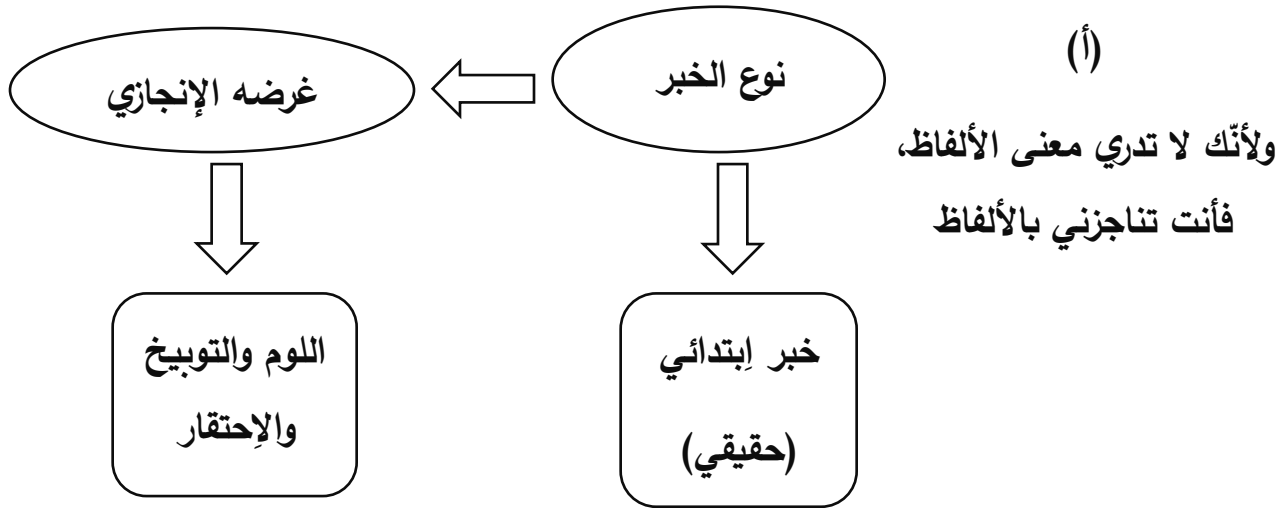 (أ)
ولأنّك لا تدري معنى الألفاظ،
فأنت تناجزني بالألفاظ
نوع الخبر
غرضه الإنجازي
خبر اِبتدائي
(حقيقي)
اللوم والتوبيخ
والاِحتقار